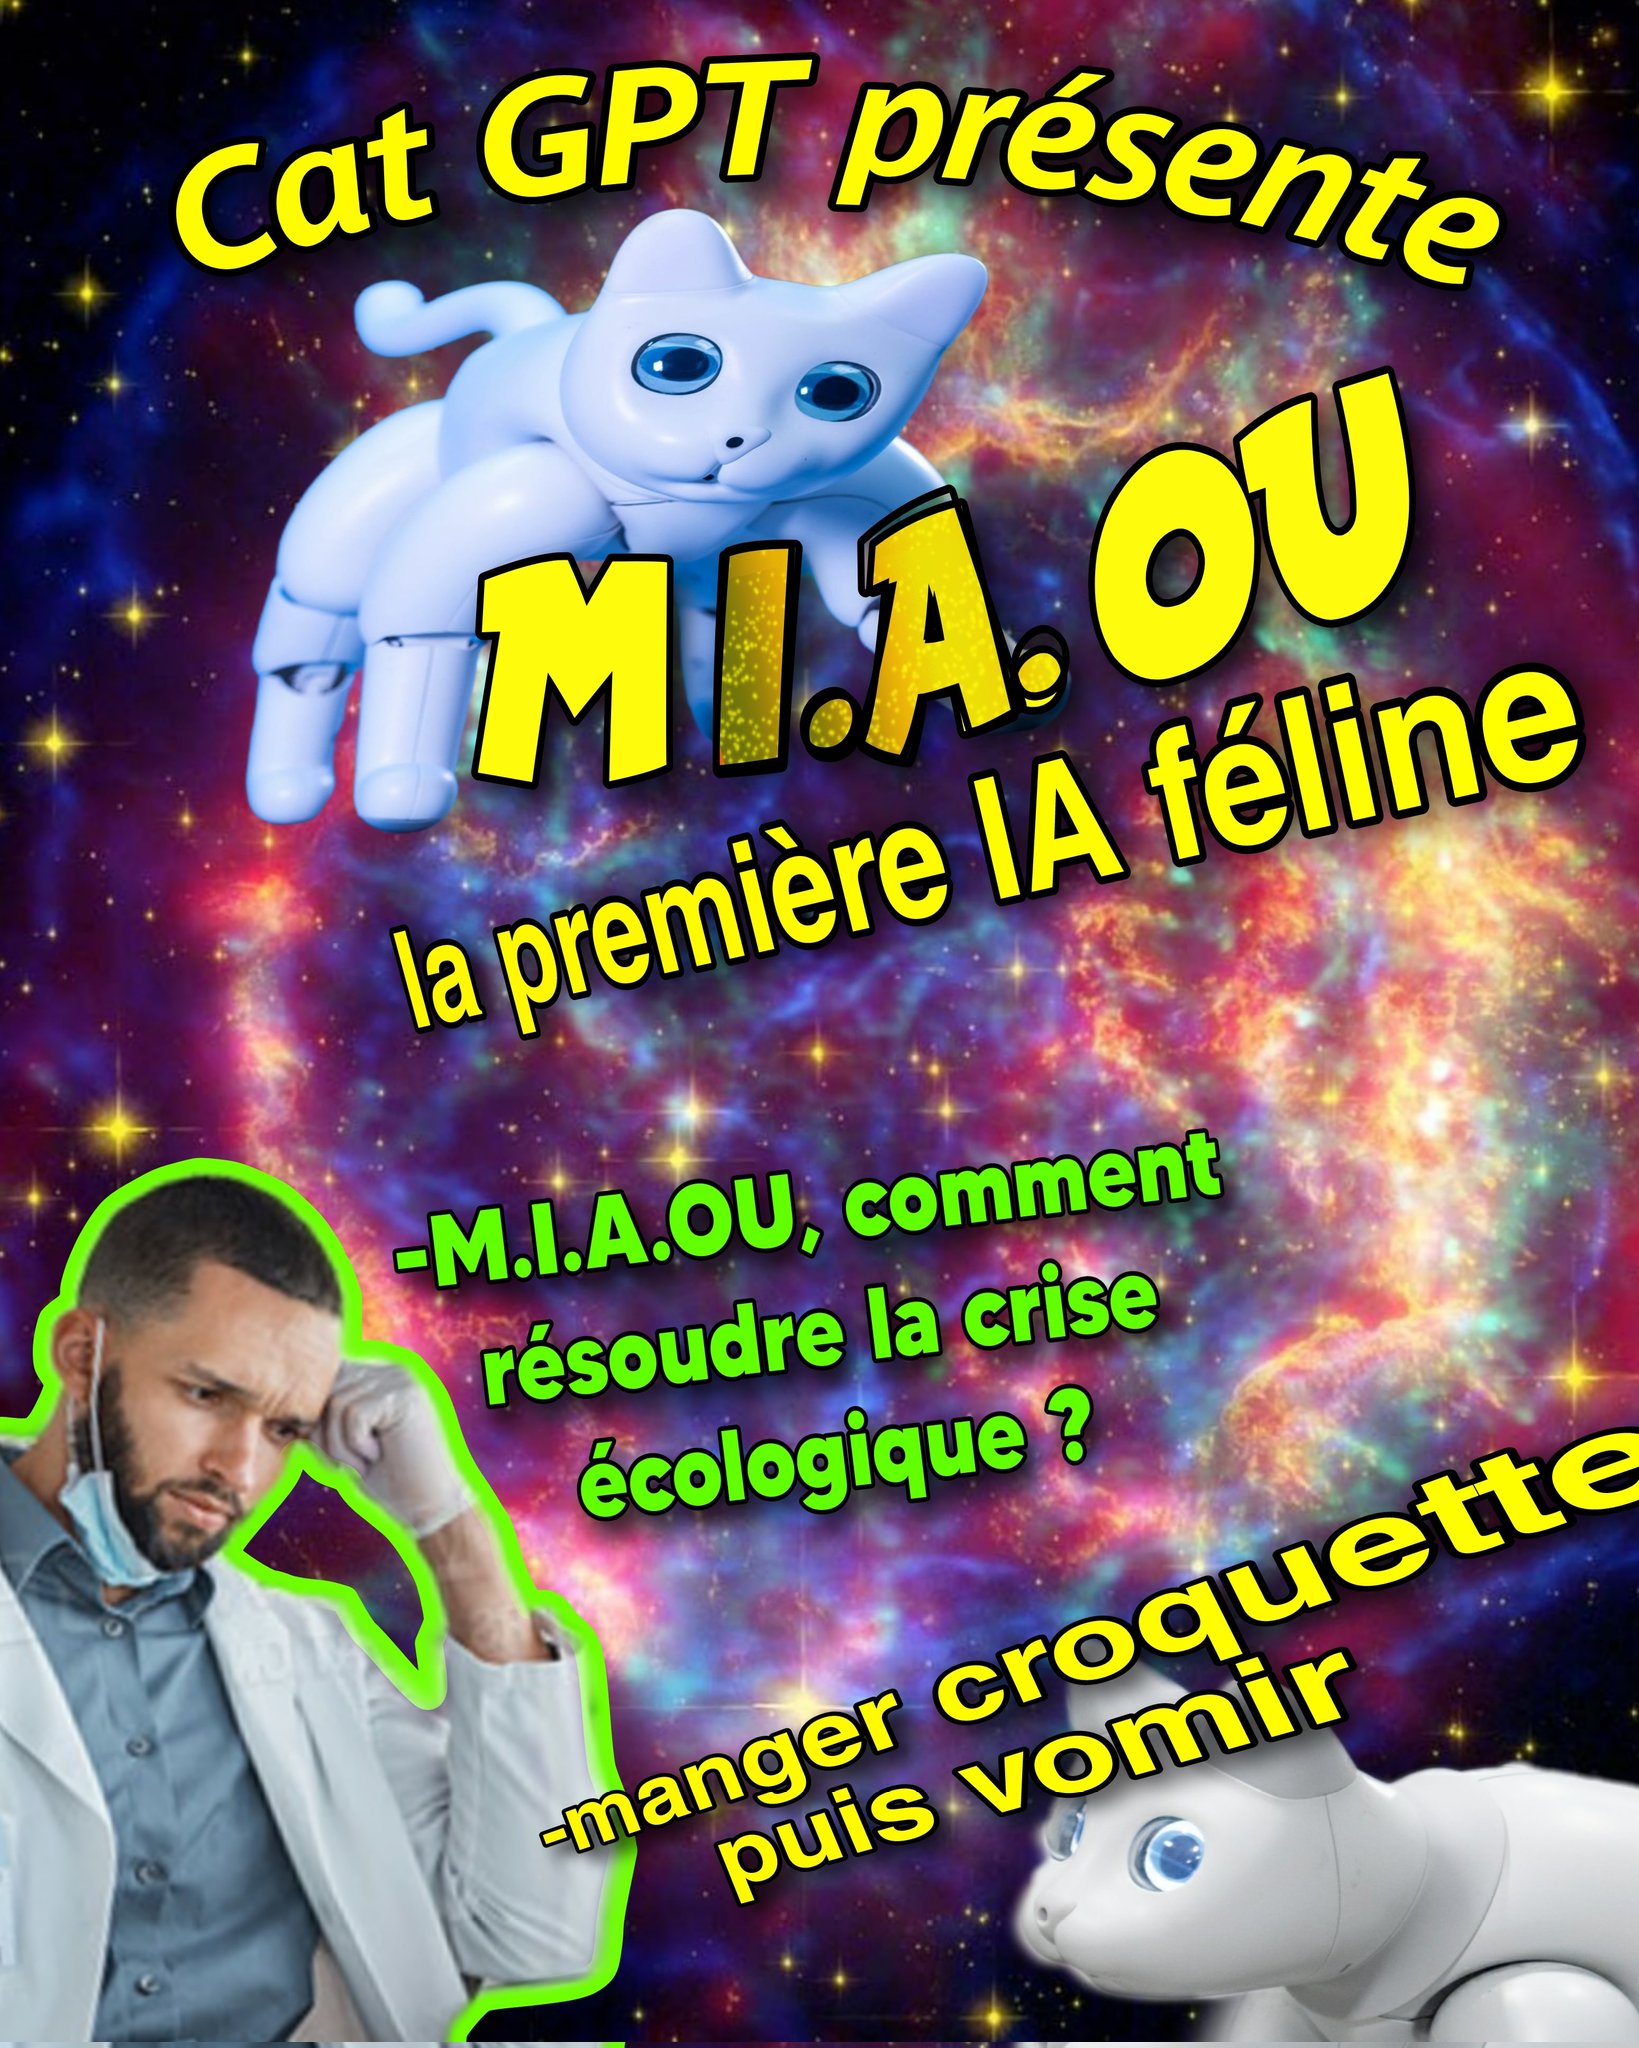 Cat GPT présente
M I.A. OU
la première IA féline
-M.I.A.OU, comment
résoudre la crise
écologique ?
-manger croquette
puis vomir